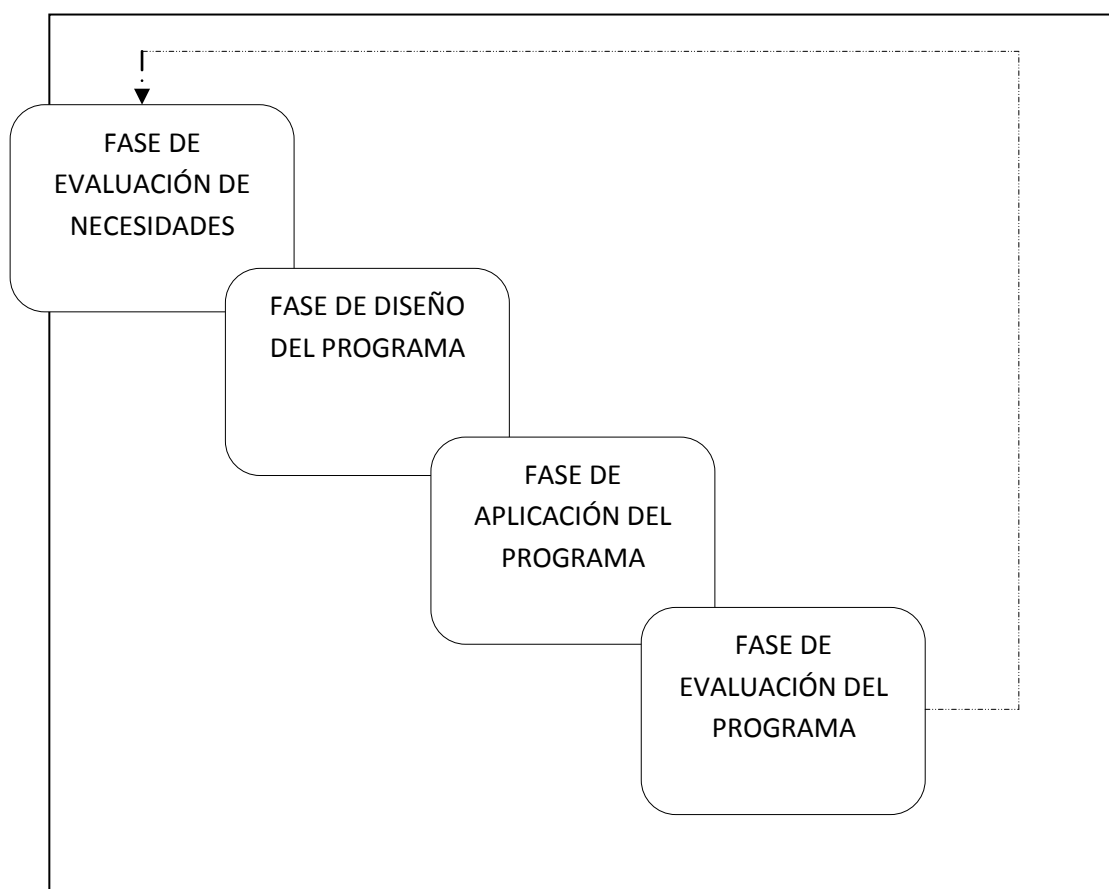 FASE DE
EVALUACIÓN DE
NECESIDADES
FASE DE DISEÑO
DEL PROGRAMA
FASE DE
APLICACIÓN DEL
PROGRAMA
FASE DE
EVALUACIÓN DEL
PROGRAMA